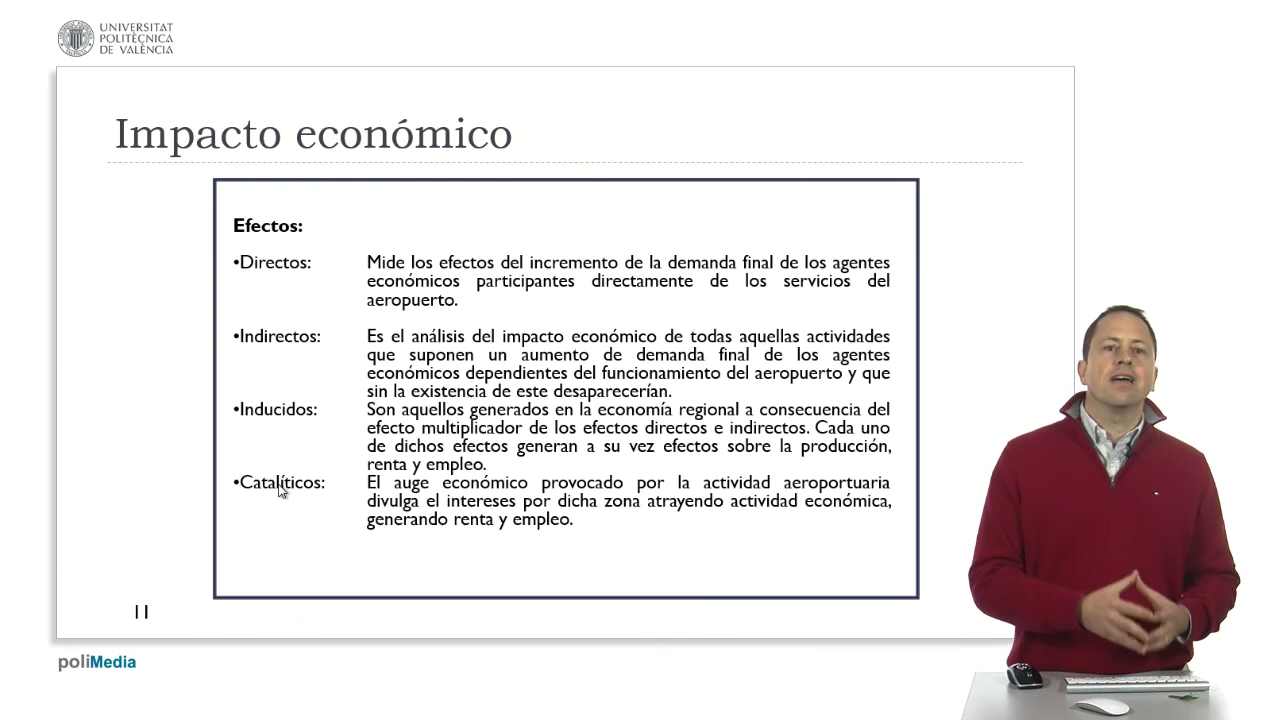 UNIVERSITAT
POLITÈCNICA
DE VALÈNCIA
Impacto económico
Efectos:
•Directos: Mide los efectos del incremento de la demanda final de los agentes
económicos participantes directamente de los servicios del
aeropuerto.
•Indirectos: Es el análisis del impacto económico de todas aquellas actividades
que suponen un aumento de demanda final de los agentes
económicos dependientes del funcionamiento del aeropuerto y que
sin la existencia de este desaparecerían.
•Inducidos: Son aquellos generados en la economía regional a consecuencia del
efecto multiplicador de los efectos directos e indirectos. Cada uno
de dichos efectos generan a su vez efectos sobre la producción,
renta y empleo.
•Catalíticos: El auge económico provocado por la actividad aeroportuaria
divulga el intereses por dicha zona atrayendo actividad económica,
generando renta y empleo.
11
poliMedia